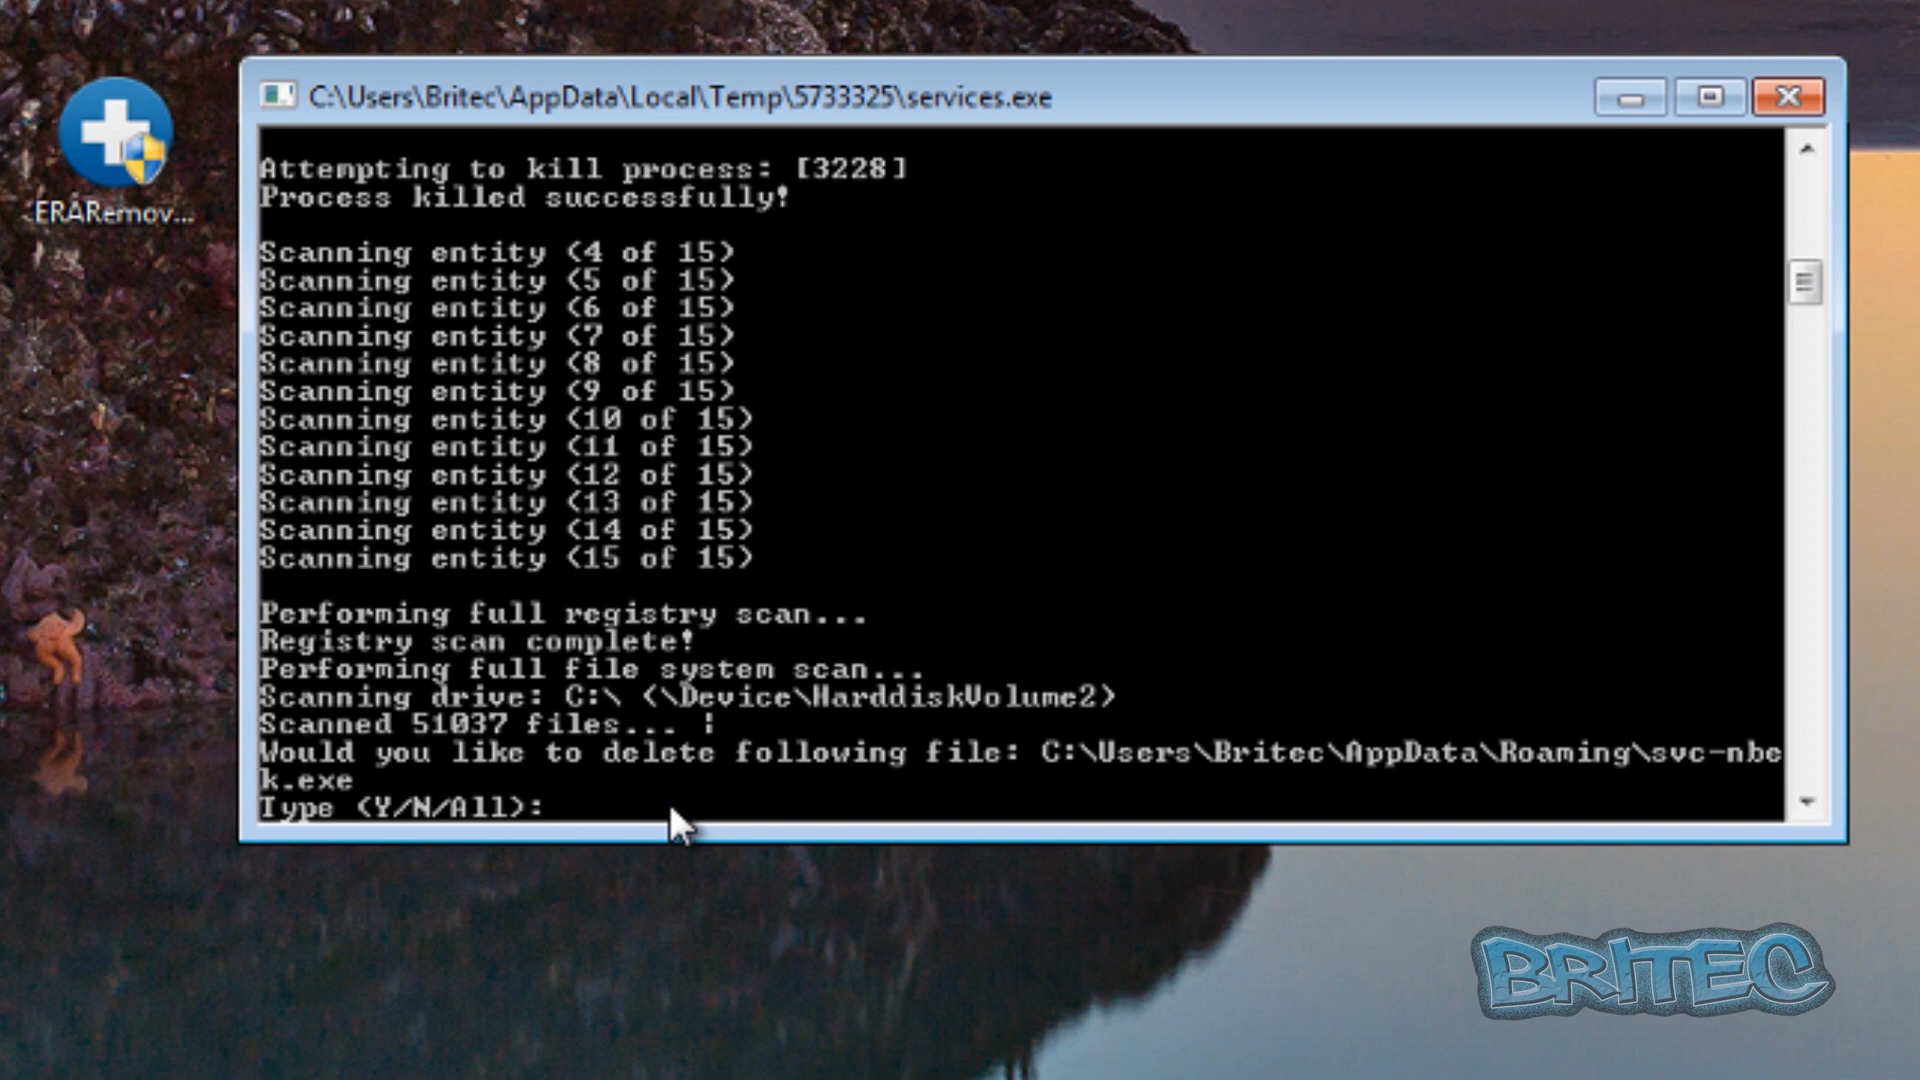 C:\Users\Britec\AppData\Local\Temp\5733325\services.exe
ERARemov...
Attempting to kill process: [3228]
Process killed successfully!
Scanning entity (4 of 15)
Scanning entity (5 of 15)
Scanning entity (6 of 15)
Scanning entity (7 of 15)
Scanning entity (8 of 15)
Scanning entity (9 of 15)
Scanning entity (10 of 15)
Scanning entity (11 of 15)
Scanning entity (12 of 15)
Scanning entity (13 of 15)
Scanning entity (14 of 15)
Scanning entity (15 of 15)
Performing full registry scan...
Registry scan complete!
Performing full file system scan...
Scanning drive: C:\ (\Device\HarddiskVolume2)
Scanned 51037 files... |
Would you like to delete following file: C:\Users\Britec\AppData\Roaming\svc-nbe
k.exe
Type (Y/N/All):
BRITEC